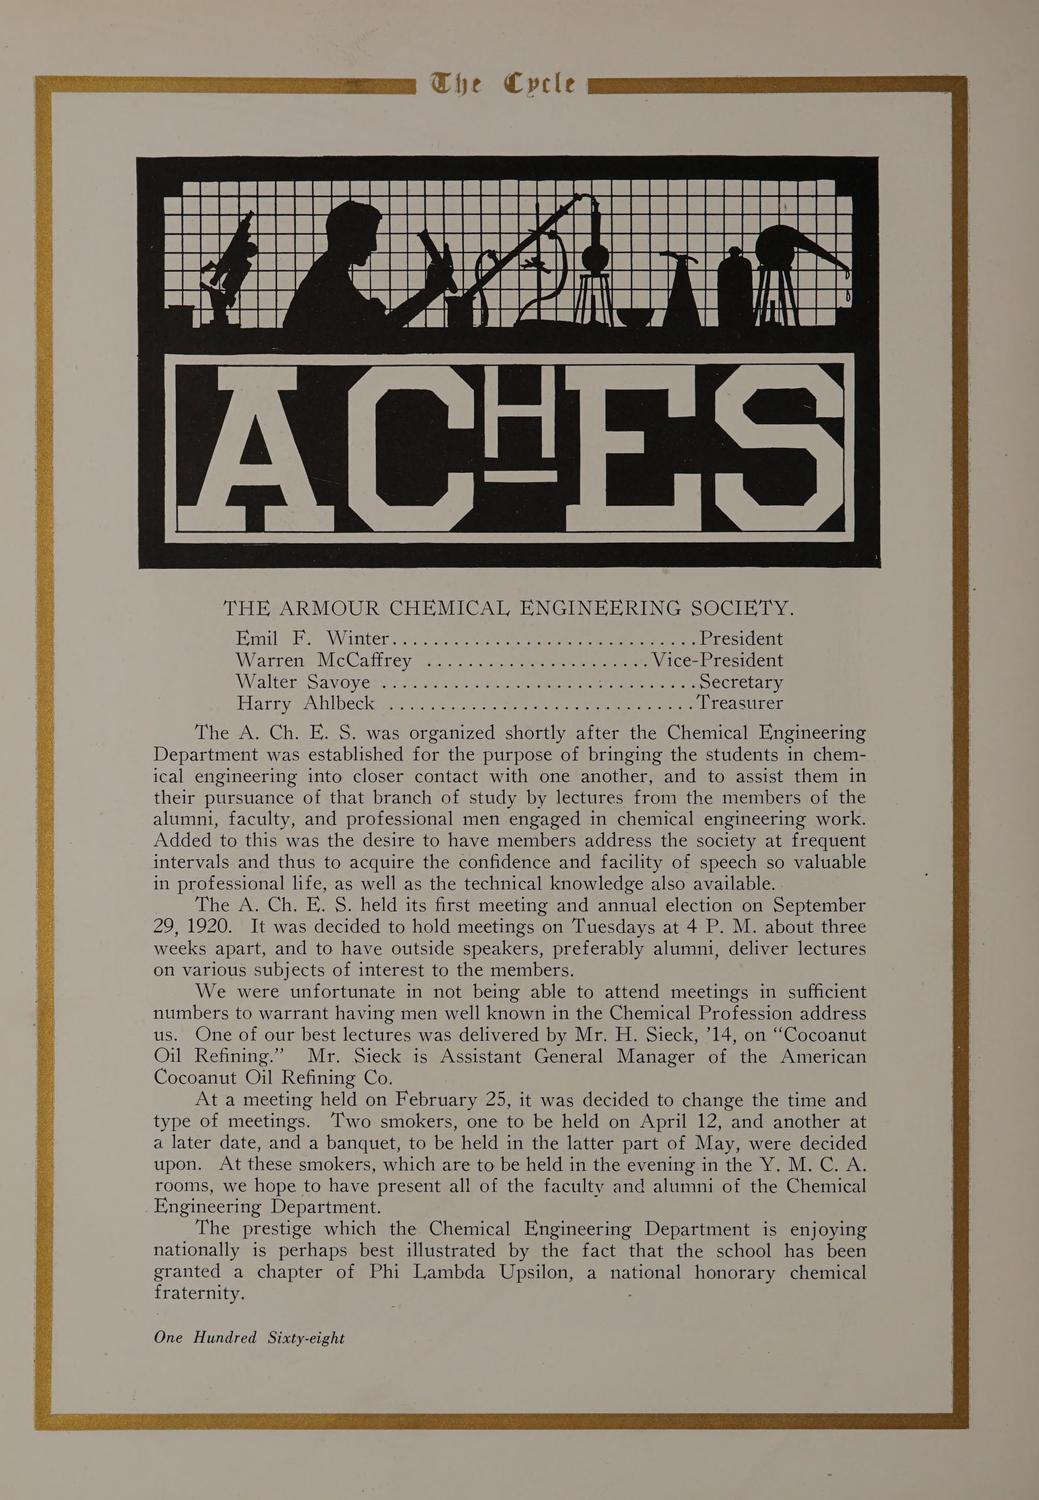 The Cycle
ACHES
THE ARMOUR CHEMICAL ENGINEERING SOCIETY.
Emil F. Winter..............................President
Warren McCaffrey ......................Vice-President
Walter Savoye ...............................Secretary
Harry Ahlbeck ..............................Treasurer
The A. Ch. E. S. was organized shortly after the Chemical Engineering
Department was established for the purpose of bringing the students in chem-
ical engineering into closer contact with one another, and to assist them in
their pursuance of that branch of study by lectures from the members of the
alumni, faculty, and professional men engaged in chemical engineering work.
Added to this was the desire to have members address the society at frequent
intervals and thus to acquire the confidence and facility of speech so valuable
in professional life, as well as the technical knowledge also available.
The A. Ch. E. S. held its first meeting and annual election on September
29, 1920. It was decided to hold meetings on Tuesdays at 4 P. M. about three
weeks apart, and to have outside speakers, preferably alumni, deliver lectures
on various subjects of interest to the members.
We were unfortunate in not being able to attend meetings in sufficient
numbers to warrant having men well known in the Chemical Profession address
us. One of our best lectures was delivered by Mr. H. Sieck, '14, on "Cocoanut
Oil Refining." Mr. Sieck is Assistant General Manager of the American
Cocoanut Oil Refining Co.
At a meeting held on February 25, it was decided to change the time and
type of meetings. Two smokers, one to be held on April 12, and another at
a later date, and a banquet, to be held in the latter part of May, were decided
upon. At these smokers, which are to be held in the evening in the Y. M. C. A.
rooms, we hope to have present all of the faculty and alumni of the Chemical
Engineering Department.
The prestige which the Chemical Engineering Department is enjoying
nationally is perhaps best illustrated by the fact that the school has been
granted a chapter of Phi Lambda Upsilon, a national honorary chemical
fraternity.
One Hundred Sixty-eight